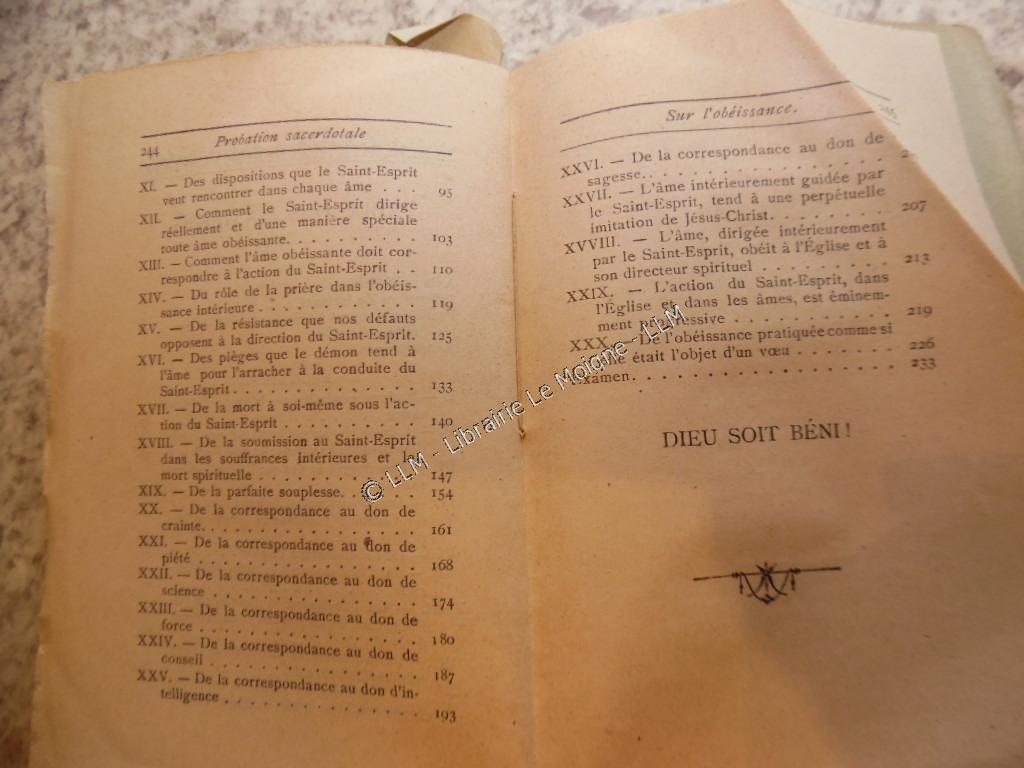 244
Probation sacerdotale
XI. — Des dispositions que le Saint-Esprit
veut rencontrer dans chaque âme . . . 95
XII. — Comment le Saint-Esprit dirige
réellement et d'une manière spéciale
toute âme obéissante. . . . . . . . . . . 103
XIII. — Comment l'âme obéissante doit cor-
respondre à l'action du Saint-Esprit . . 110
XIV. — Du rôle de la prière dans l'obéis-
sance intérieure . . . . . . . . . . . . 119
XV. — De la résistance que nos défauts
opposent à la direction du Saint-Esprit. 125
XVI. — Des pièges que le démon tend à
l'âme pour l'arracher à la conduite du
Saint-Esprit . . . . . . . . . . . . . . 133
XVII. — De la mort à soi-même sous l'ac-
tion du Saint-Esprit . . . . . . . . . . 140
XVIII. — De la soumission au Saint-Esprit
dans les souffrances intérieures et la
mort spirituelle . . . . . . . . . . . . 147
XIX. — De la parfaite souplesse. . . . . . 154
XX. — De la correspondance au don de
crainte. . . . . . . . . . . . . . . . . 161
XXI. — De la correspondance au don de
piété . . . . . . . . . . . . . . . . . 168
XXII. — De la correspondance au don de
science . . . . . . . . . . . . . . . . 174
XXIII. — De la correspondance au don de
force . . . . . . . . . . . . . . . . . 180
XXIV. — De la correspondance au don de
conseil . . . . . . . . . . . . . . . . 187
XXV. — De la correspondance au don d'in-
telligence . . . . . . . . . . . . . . . 193
Sur l'obéissance.
245
XXVI. — De la correspondance au don de
sagesse. . . . . . . . . . . . . . . . .
XXVII. — L'âme intérieurement guidée par
le Saint-Esprit, tend à une perpétuelle
imitation de Jésus-Christ. . . . . . . . 207
XVVIII. — L'âme, dirigée intérieurement
par le Saint-Esprit, obéit à l'Église et à
son directeur spirituel . . . . . . . . . 213
XXIX. — L'action du Saint-Esprit, dans
l'Église et dans les âmes, est éminem-
ment progressive . . . . . . . . . . . . 219
XXX. — De l'obéissance pratiquée comme si
elle était l'objet d'un vœu . . . . . . . 226
Examen. . . . . . . . . . . . . . . . . 233
DIEU SOIT BÉNI !
© LLM - Librairie Le Moigne - LLM